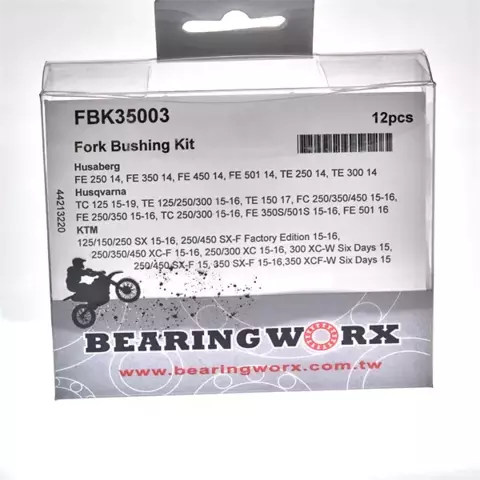 FBK35003
12pcs
Fork Bushing Kit
Husaberg
FE 250 14, FE 350 14, FE 450 14, FE 501 14, TE 250 14, TE 300 14
Husqvarna
TC 125 15-19, TE 125/250/300 15-16, TE 150 17, FC 250/350/450 15-16,
FE 250/350 15-16, TC 250/300 15-16, FE 350S/501S 15-16, FE 501 16
KTM
125/150/250 SX 15-16, 250/450 SX-F Factory Edition 15-16,
250/350/450 XC-F 15-16, 250/300 XC 15-16, 300 XC-W Six Days 15,
250/450 SX-F 15, 350 SX-F 15-16,350 XCF-W Six Days 15
44213220
BEARINGWORX
www.bearingworx.com.tw